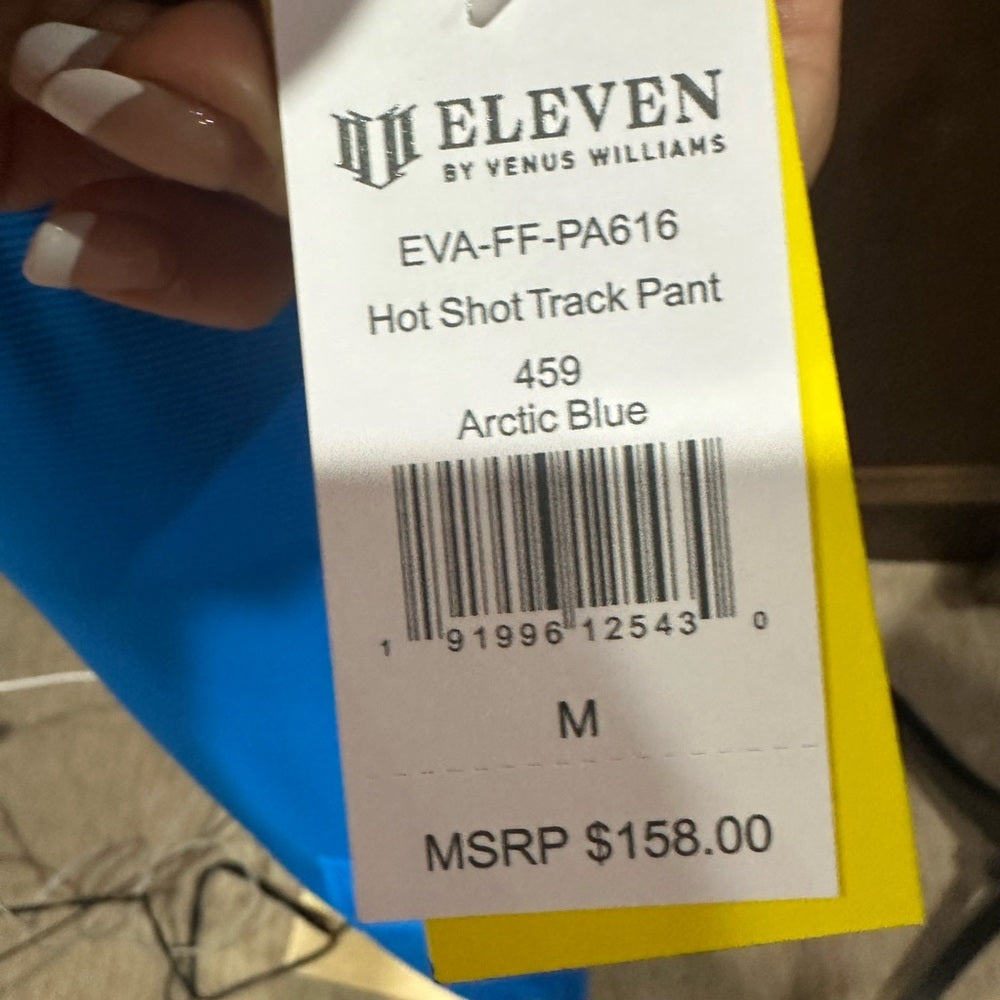 ELEVEN
BY VENUS WILLIAMS
EVA-FF-PA616
Hot Shot Track Pant
459
Arctic Blue
1 91996 12543 0
M
MSRP $158.00